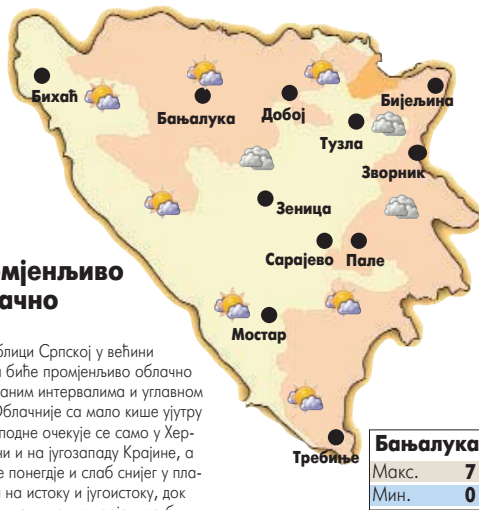 Бихаћ
Бањалука
Добој
Бијељина
Тузла
Зворник
Зеница
Сарајево Пале
Мостар
Требиње
мјенљиво
ачно
блици Српској у већини
биће промјенљиво облачно
аним интервалима и углавном
Облачније са мало кише ујутру
подне очекује се само у Хер-
ни и на југозападу Крајине, а
е понегдје и слаб снијег у пла-
на истоку и југоистоку, док
Бањалука
Макс. 7
Мин. 0